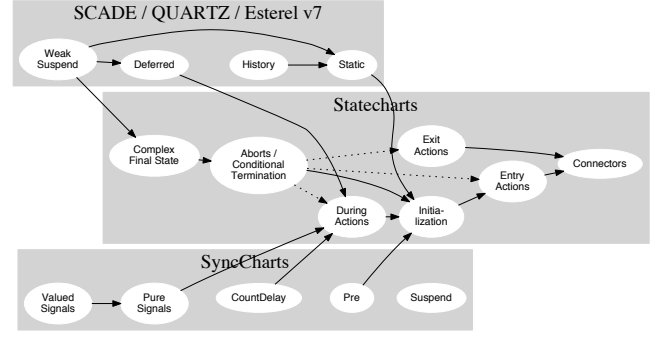 SCADE / QUARTZ / Esterel v7
Weak
Suspend
Deferred
History
Static
Statecharts
Complex
Final State
Aborts /
Conditional
Termination
Exit
Actions
Connectors
Entry
Actions
During
Actions
Initia-
lization
SyncCharts
Valued
Signals
Pure
Signals
CountDelay
Pre
Suspend